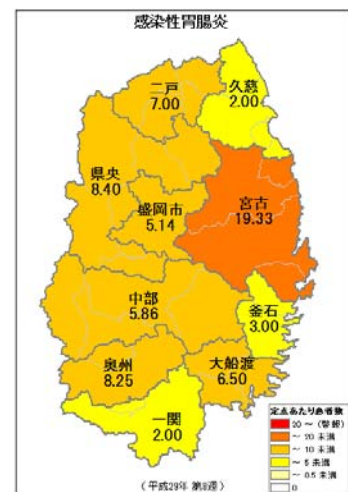 感染性胃腸炎
二戸
7.00
久慈
2.00
県央
8.40
盛岡市
5.14
宮古
19.33
中部
5.86
釜石
3.00
奥州
8.25
大船渡
6.50
一関
2.00
定点あたり患者数
20～(警報)
～20未満
～10未満
～5未満
～0.5未満
0
(平成29年 第8週)